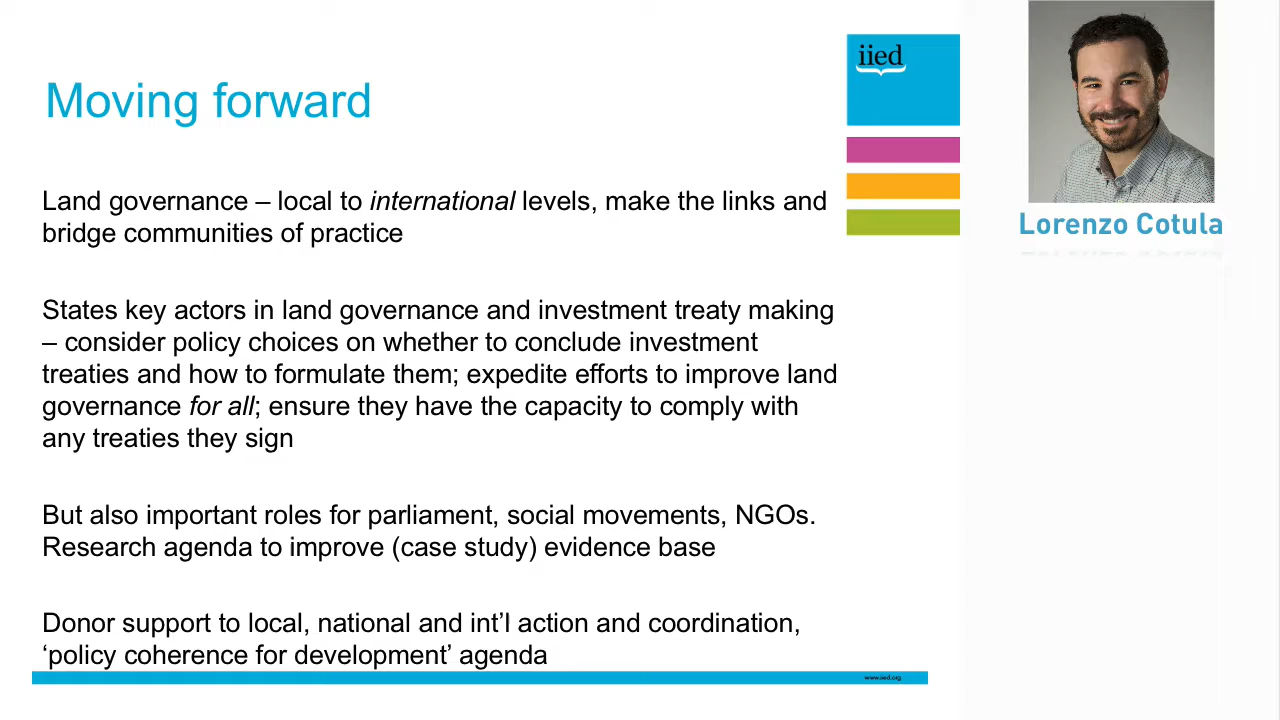 iied
Moving forward
Lorenzo Cotula
Land governance – local to international levels, make the links and
bridge communities of practice
States key actors in land governance and investment treaty making
– consider policy choices on whether to conclude investment
treaties and how to formulate them; expedite efforts to improve land
governance for all; ensure they have the capacity to comply with
any treaties they sign
But also important roles for parliament, social movements, NGOs.
Research agenda to improve (case study) evidence base
Donor support to local, national and int’l action and coordination,
‘policy coherence for development’ agenda
www.iied.org